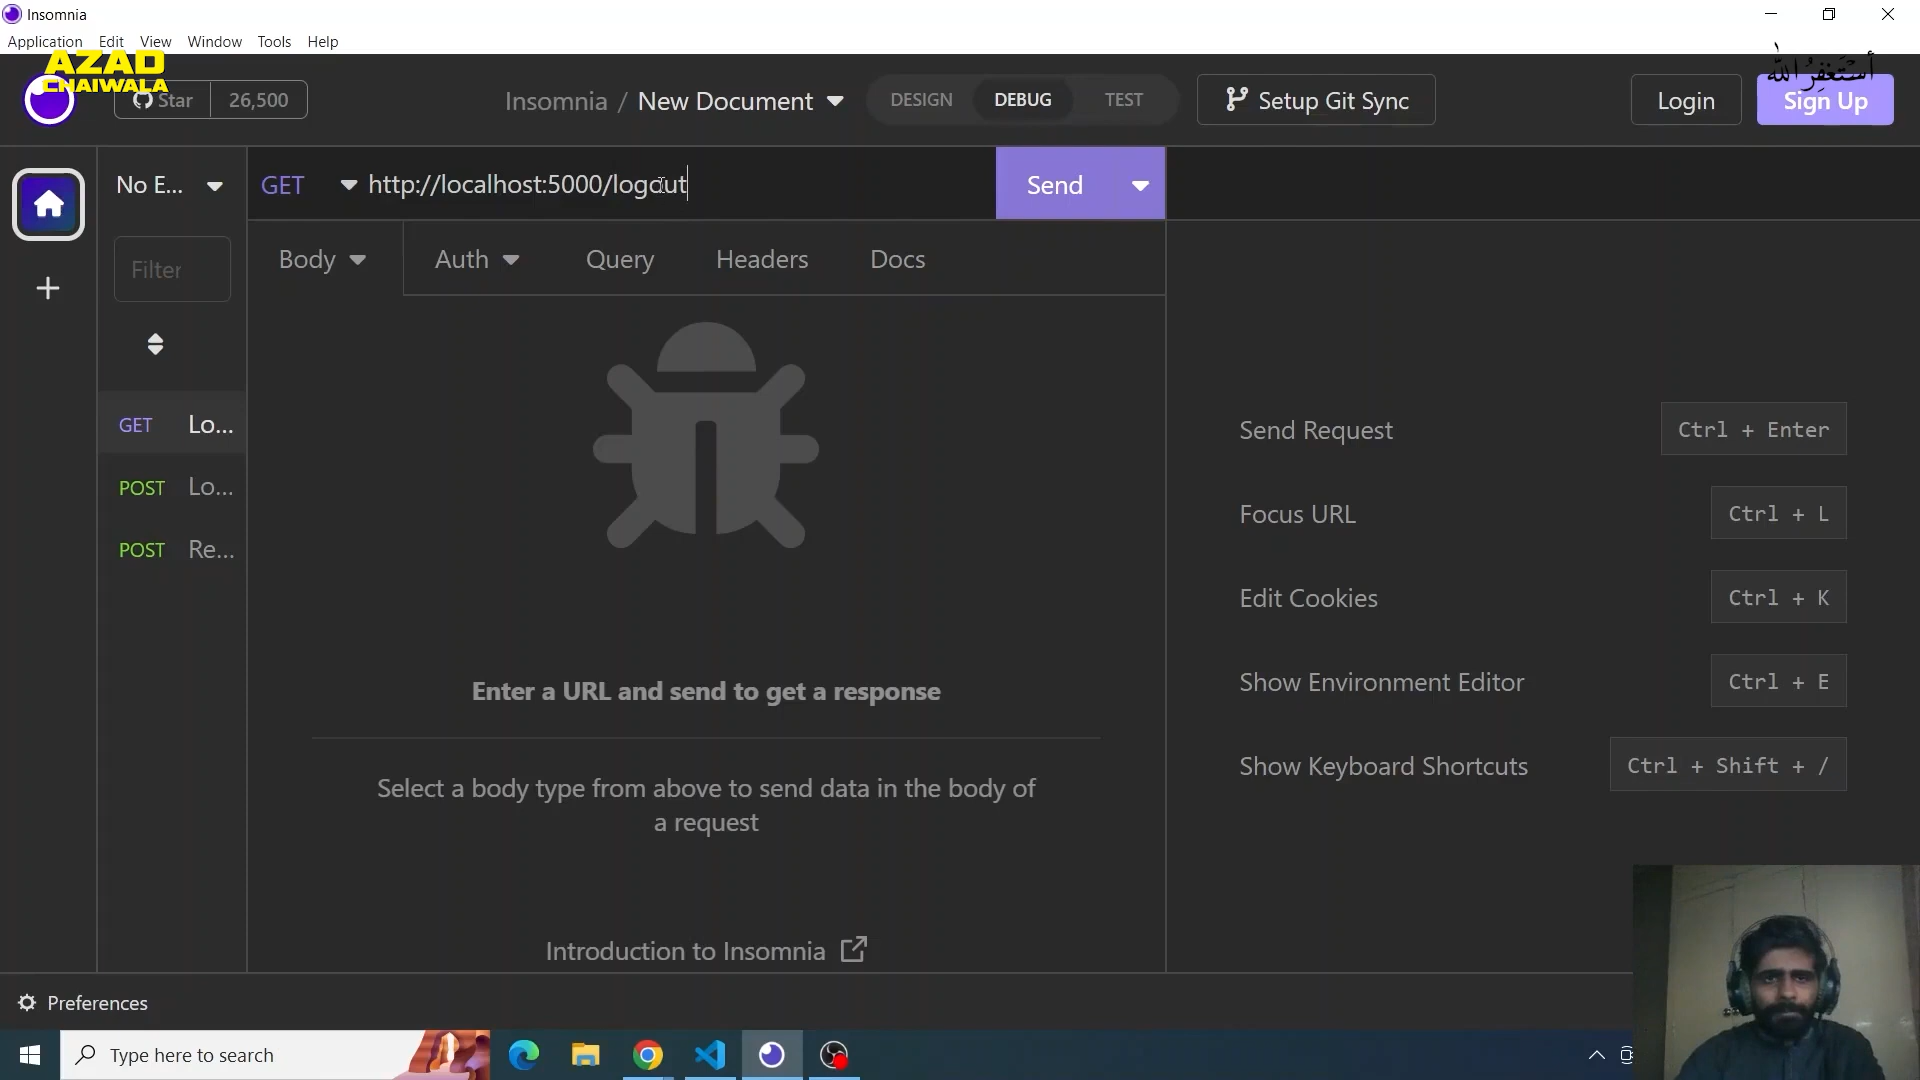 Insomnia
Application Edit View Window Tools Help
AZAD
CHAIWALA
Star 26,500
Insomnia / New Document
DESIGN DEBUG TEST
Setup Git Sync
Login
Sign Up
أستغفر الله
No E...
GET http://localhost:5000/logout
Send
Filter
Body Auth Query Headers Docs
GET Lo...
POST Lo...
POST Re...
Enter a URL and send to get a response
Select a body type from above to send data in the body of
a request
Introduction to Insomnia
Send Request Ctrl + Enter
Focus URL Ctrl + L
Edit Cookies Ctrl + K
Show Environment Editor Ctrl + E
Show Keyboard Shortcuts Ctrl + Shift + /
Preferences
Type here to search